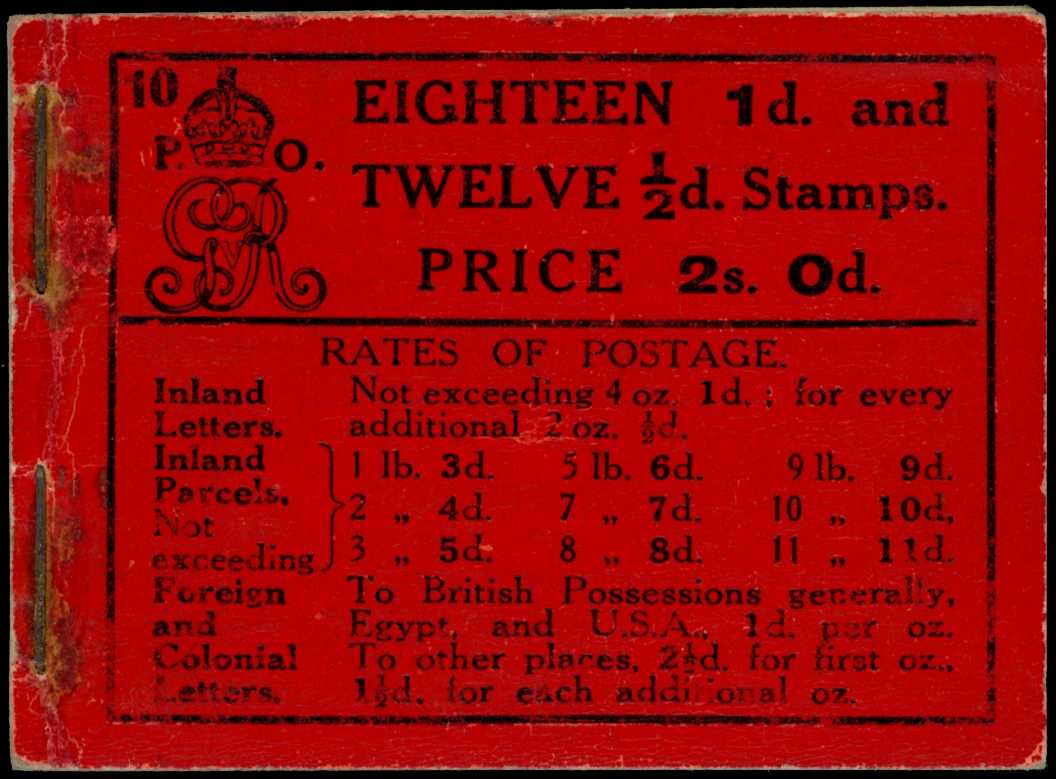 10
P. O.
GvR
EIGHTEEN 1d. and
TWELVE ½d. Stamps.
PRICE 2s. 0d.
RATES OF POSTAGE.
Inland Letters. Not exceeding 4 oz. 1d. ; for every
additional 2 oz. ½d.
Inland Parcels, Not exceeding
1 lb. 3d. 5 lb. 6d. 9 lb. 9d.
2 „ 4d. 7 „ 7d. 10 „ 10d.
3 „ 5d. 8 „ 8d. 11 „ 11d.
Foreign and Colonial Letters.
To British Possessions generally,
Egypt, and U.S.A., 1d. per oz.
To other places, 2½d. for first oz.,
1½d. for each additional oz.